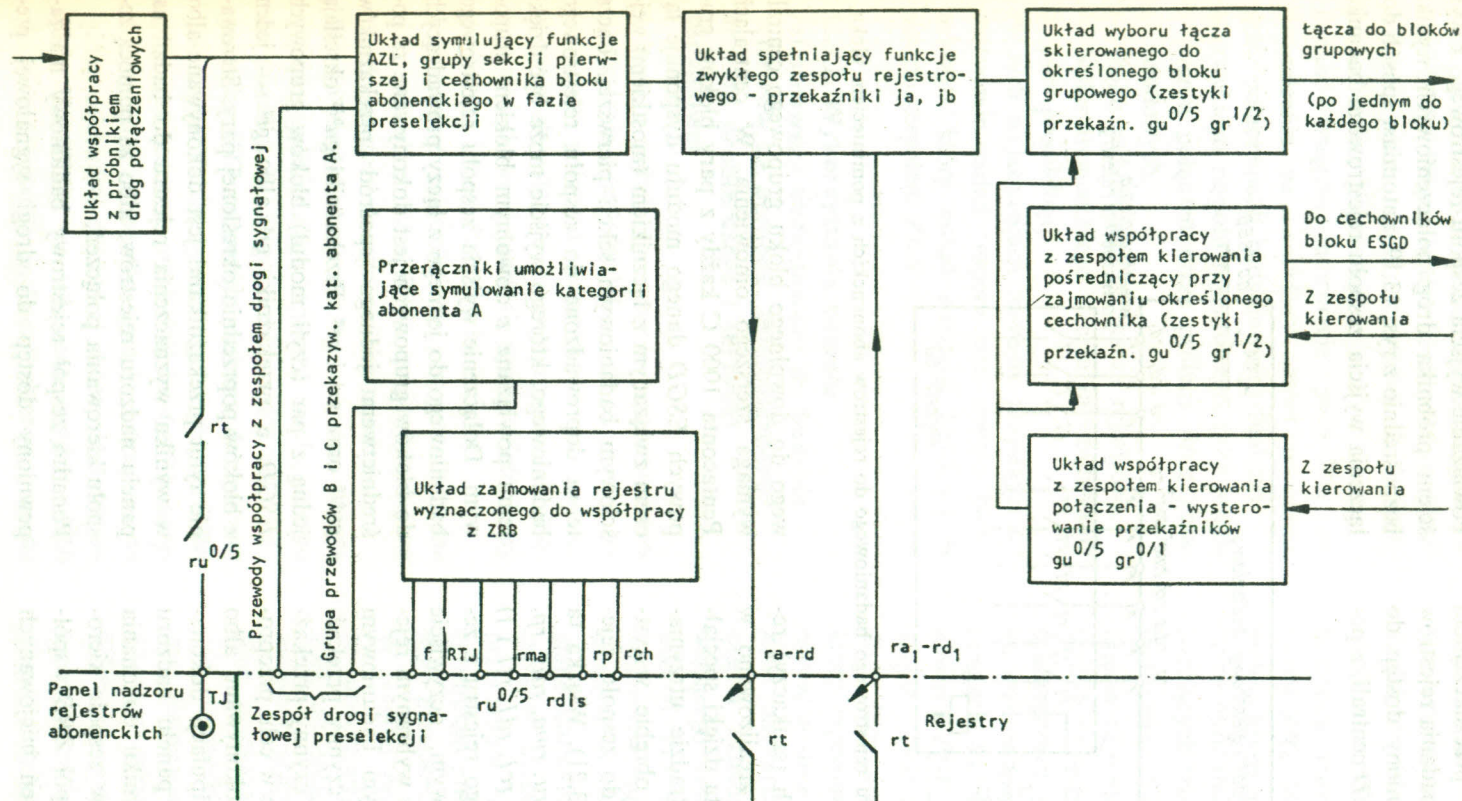 Układ współpracy
z próbnikiem
dróg połączeniowych
Układ symulujący funkcje
AZŁ, grupy sekcji pierw-
szej i cechownika bloku
abonenckiego w fazie
preselekcji
Układ spełniający funkcje
zwykłego zespołu rejestro-
wego - przekaźniki ja, jb
Układ wyboru łącza
skierowanego do
określonego bloku
grupowego (zestyki
przekaźn. gu0/5 gr1/2)
Łącza do bloków
grupowych
(po jednym do
każdego bloku)
Przewody współpracy z zespołem drogi sygnałowej
Grupa przewodów B i C przekazyw. kat. abonenta A:
Przełączniki umożliwia-
jące symulowanie kategorii
abonenta A
Układ współpracy
z zespołem kierowania
pośredniczący przy
zajmowaniu określonego
cechownika (zestyki
przekaźn. gu0/5 gr1/2)
Do cechowników
bloku ESGD
Z zespołu
kierowania
rt
ru0/5
Układ zajmowania rejestru
wyznaczonego do współpracy
z ZRB
Układ współpracy
z zespołem kierowania
połączenia - wystero-
wanie przekaźników
gu0/5 gr0/1
Z zespołu
kierowania
f RTJ rma rp rch
ru0/5 rdis
ra-rd
ra1-rd1
Panel nadzoru
rejestrów
abonenckich
TJ
Zespół drogi sygna-
łowej preselekcji
rt
rt
Rejestry